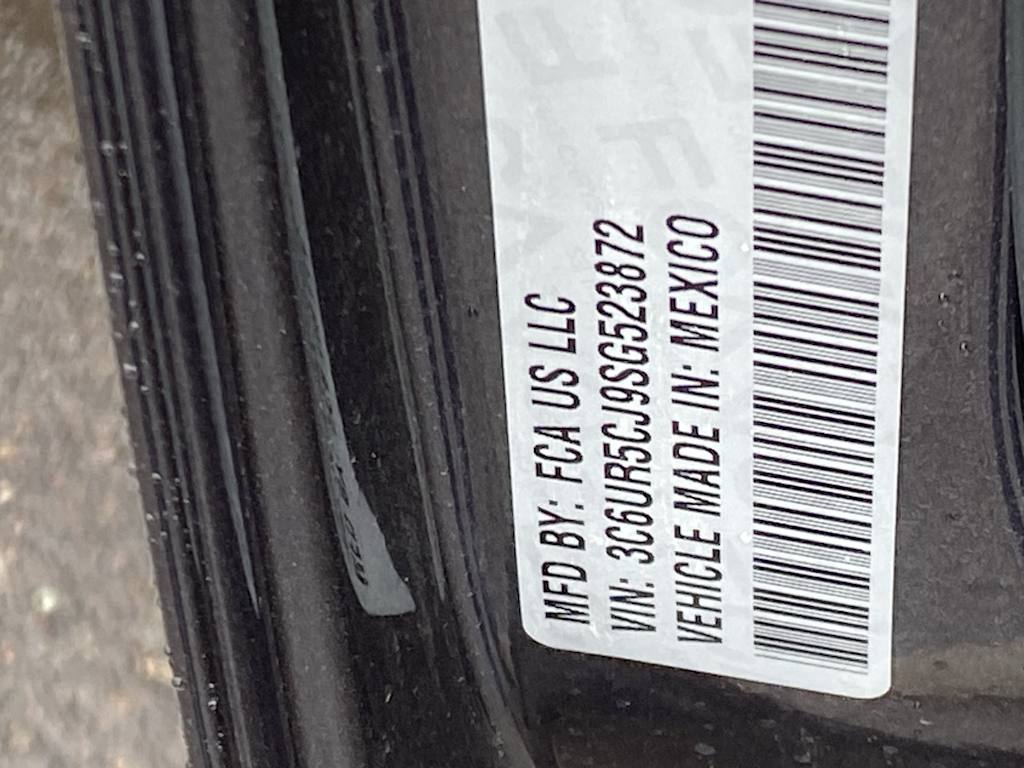 MFD BY: FCA US LLC
VIN: 3C6UR5CJ9SG523872
VEHICLE MADE IN: MEXICO